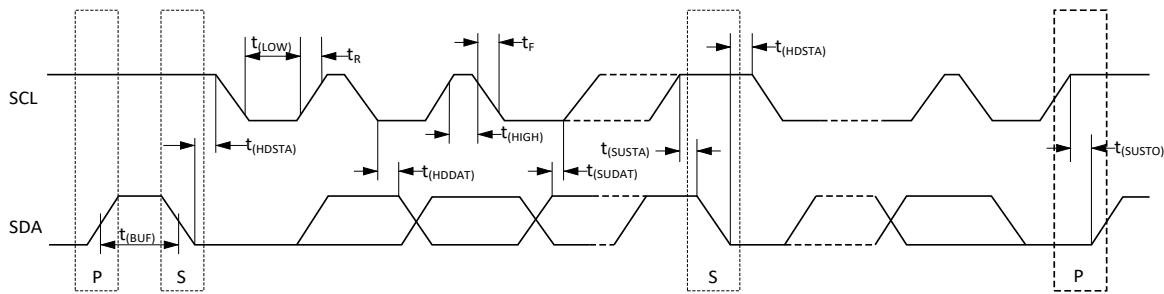 t(LOW)
tR
tF
t(HDSTA)
SCL
t(HDSTA)
t(HIGH)
t(SUSTA)
t(SUSTO)
t(HDDAT)
t(SUDAT)
SDA
t(BUF)
P
S
S
P